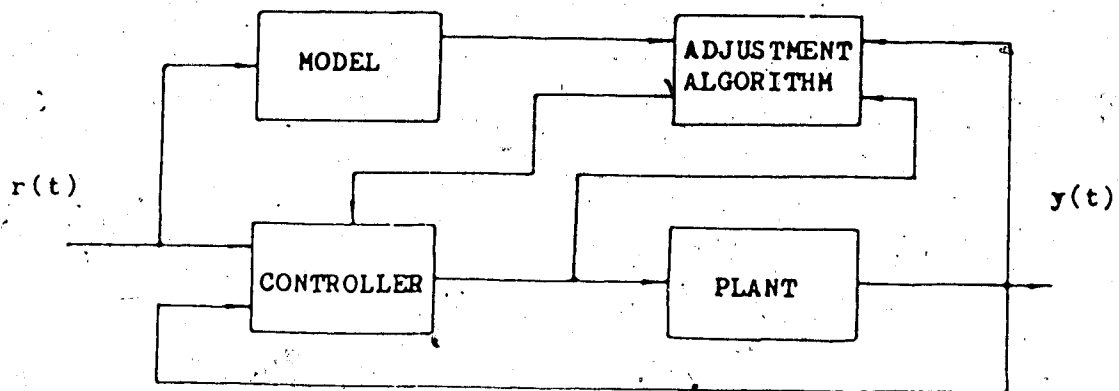 MODEL
ADJUSTMENT
ALGORITHM
r(t)
y(t)
CONTROLLER
PLANT